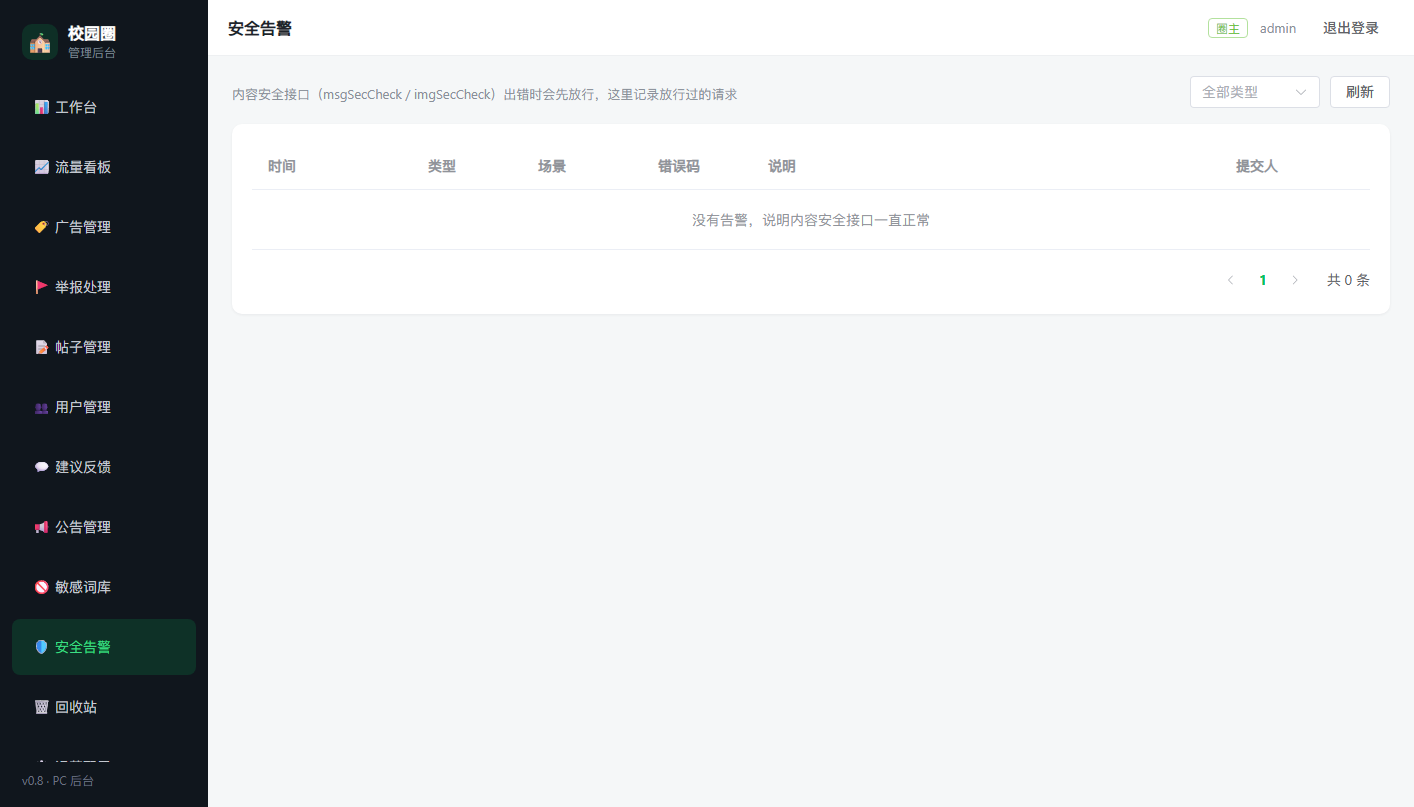 校园圈
管理后台
工作台
流量看板
广告管理
举报处理
帖子管理
用户管理
建议反馈
公告管理
敏感词库
安全告警
回收站
v0.8 · PC 后台
安全告警
圈主 admin 退出登录
内容安全接口（msgSecCheck / imgSecCheck）出错时会先放行，这里记录放行过的请求
全部类型 刷新
时间 类型 场景 错误码 说明 提交人
没有告警，说明内容安全接口一直正常
1 共 0 条